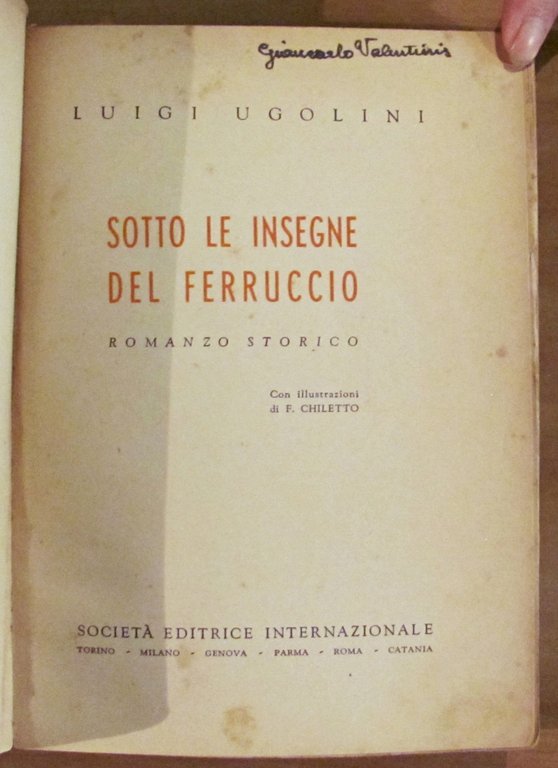 Giancarlo Valentinis
LUIGI UGOLINI
SOTTO LE INSEGNE
DEL FERRUCCIO
ROMANZO STORICO
Con illustrazioni
di F. CHILETTO
SOCIETÀ EDITRICE INTERNAZIONALE
TORINO - MILANO - GENOVA - PARMA - ROMA - CATANIA